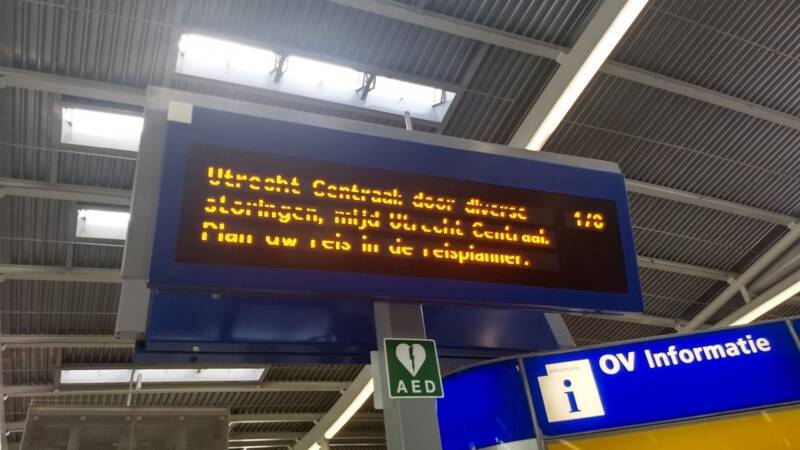 Utrecht Centraal: door diverse
storingen, mijd Utrecht Centraal.
Plan uw reis in de reisplanner.
1/8
AED
informatie
i
OV Informatie